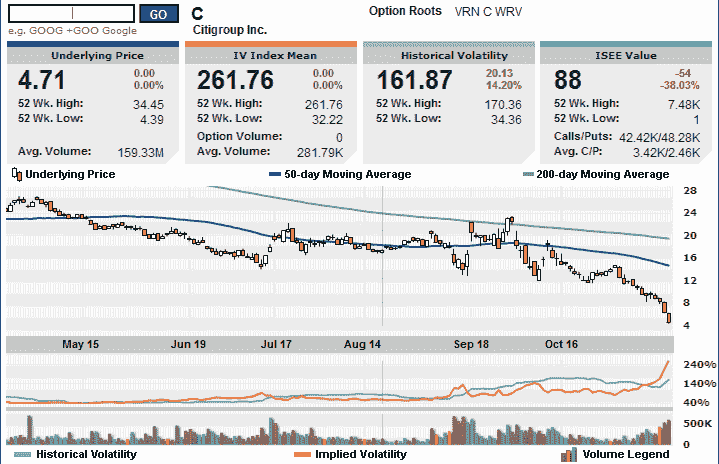 GO
C
Option Roots VRN C WRV
e.g. GOOG +GOO Google
Citigroup Inc.
Underlying Price
4.71 0.00
0.00%
52 Wk. High: 34.45
52 Wk. Low: 4.39
Avg. Volume: 159.33M
IV Index Mean
261.76 0.00
0.00%
52 Wk. High: 261.76
52 Wk. Low: 32.22
Option Volume: 0
Avg. Volume: 281.79K
Historical Volatility
161.87 20.13
14.20%
52 Wk. High: 170.36
52 Wk. Low: 34.36
ISEE Value
88 -54
-38.03%
52 Wk. High: 7.48K
52 Wk. Low: 1
Calls/Puts: 42.42K/48.28K
Avg. C/P: 3.42K/2.46K
Underlying Price 50-day Moving Average 200-day Moving Average
28
24
20
16
12
8
4
May 15 Jun 19 Jul 17 Aug 14 Sep 18 Oct 16
240%
140%
40%
500K
0
Historical Volatility Implied Volatility Volume Legend